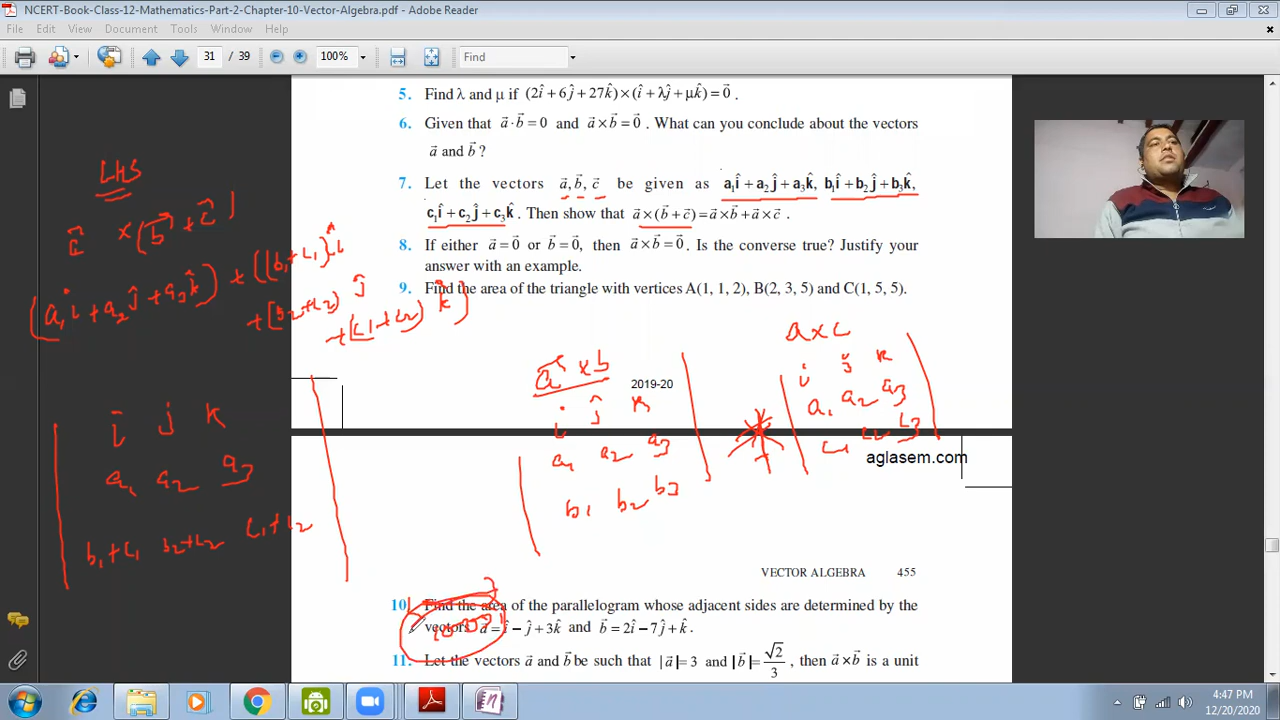 NCERT-Book-Class-12-Mathematics-Part-2-Chapter-10-Vector-Algebra.pdf - Adobe Reader
File Edit View Document Tools Window Help
31 / 39 100% Find
5. Find λ and μ if (2î + 6ĵ + 27k̂) × (î + λĵ + μk̂) = 0⃗ .
6. Given that a⃗ · b⃗ = 0 and a⃗ × b⃗ = 0⃗ . What can you conclude about the vectors
a⃗ and b⃗ ?
7. Let the vectors a⃗, b⃗, c⃗ be given as a₁î + a₂ĵ + a₃k̂, b₁î + b₂ĵ + b₃k̂,
c₁î + c₂ĵ + c₃k̂. Then show that a⃗ × (b⃗ + c⃗) = a⃗ × b⃗ + a⃗ × c⃗ .
8. If either a⃗ = 0⃗ or b⃗ = 0⃗, then a⃗ × b⃗ = 0⃗. Is the converse true? Justify your
answer with an example.
9. Find the area of the triangle with vertices A(1, 1, 2), B(2, 3, 5) and C(1, 5, 5).
LHS
× (b⃗ + c⃗)
(a₁i + a₂ĵ + a₃k̂) + ((b₁+c₁)î
+ (b₂+c₂) ĵ
+ (c₁+c₂) k̂)
i j k
a₁ a₂ a₃
b₁+c₁ b₂+c₂ c₁+c₂
a⃗ × b
i ĵ k
a₁ a₂ a₃
b₁ b₂ b₃
2019-20
a × c
i j k
a₁ a₂ a₃
c₁ c₂ c₃
aglasem.com
VECTOR ALGEBRA 455
10. Find the area of the parallelogram whose adjacent sides are determined by the
vectors a⃗ = î − ĵ + 3k̂ and b⃗ = 2î − 7ĵ + k̂ .
11. Let the vectors a⃗ and b⃗ be such that |a⃗| = 3 and |b⃗| = √2/3, then a⃗ × b⃗ is a unit
4:47 PM
12/20/2020